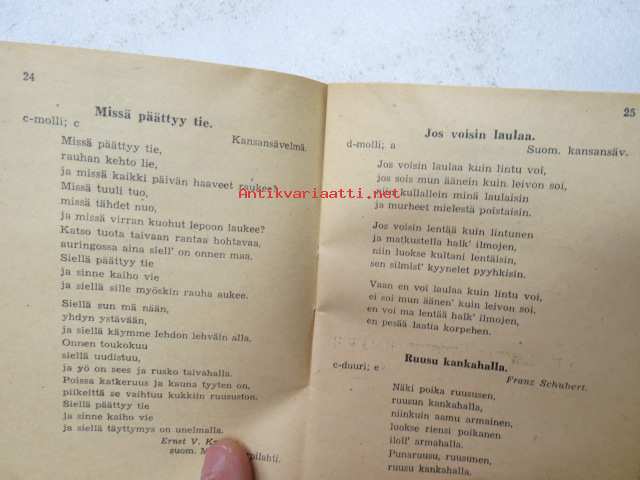 24
Missä päättyy tie.
c-molli; c
Kansansävelmä.
Missä päättyy tie,
rauhan kehto lie,
ja missä kaikki päivän haaveet raukee?
Missä tuuli tuo,
missä tähdet nuo,
ja missä virran kuohut lepoon laukee?
Katso tuota taivaan rantaa hohtavaa,
auringossa aina siell' on onnen maa.
Siellä päättyy tie
ja sinne kaiho vie
ja siellä sille myöskin rauha aukee.
Siellä sun mä nään,
yhdyn ystävään,
ja siellä käymme lehdon lehväin alla.
Onnen toukokuu
siellä uudistuu,
ja yö on sees ja rusko taivahalla.
Poissa katkeruus ja kauna tyyten on,
piikeittä se vaihtuu kukkiin ruususton.
Siellä päättyy tie
ja sinne kaiho vie
ja siellä täyttymys on unelmalla.
Ernst V.
suom.
25
Jos voisin laulaa.
d-molli; a
Suom. kansansäv.
Jos voisin laulaa kuin lintu voi,
jos sois mun äänein kuin leivon soi,
niin kullallein minä laulaisin
ja murheet mielestä poistaisin.
Jos voisin lentää kuin lintunen
ja matkustella halk' ilmojen,
niin luokse kultani lentäisin,
sen silmist' kyynelet pyyhkisin.
Vaan en voi laulaa kuin lintu voi,
ei soi mun äänen' kuin leivon soi,
en voi ma lentää halk' ilmojen,
en pesää laatia korpehen.
Ruusu kankahalla.
c-duuri; e
Franz Schubert.
Näki poika ruususen,
ruusun kankahalla,
niinkuin aamu armainen,
luokse riensi poikanen
iloll' armahalla.
Punaruusu, ruusunen,
ruusu kankahalla.
Antikvariaatti.net